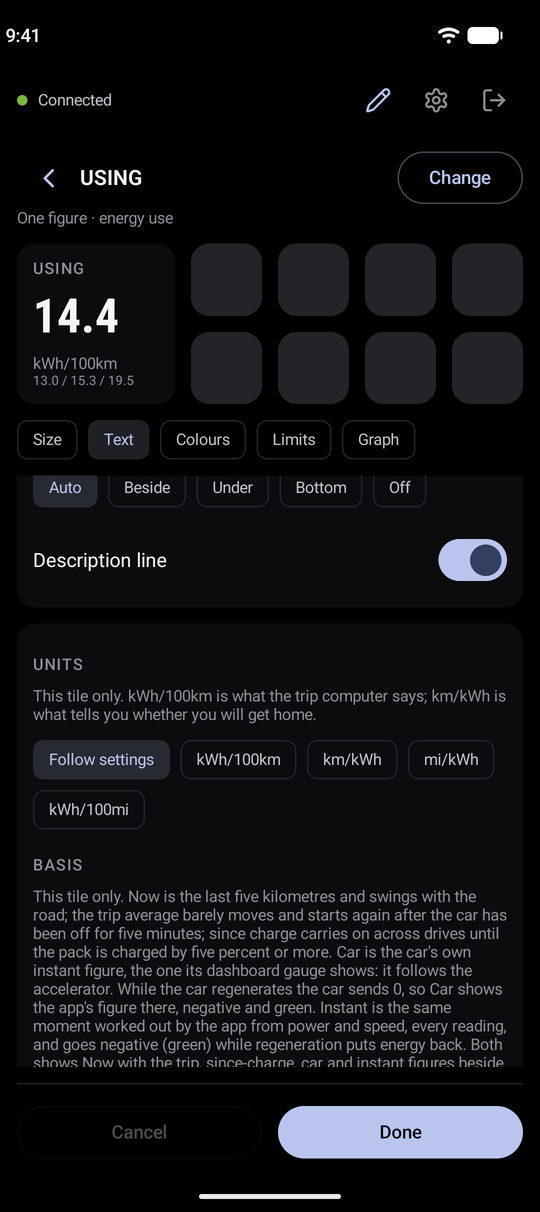 9:41
Connected
USING
Change
One figure · energy use
USING
14.4
kWh/100km
13.0 / 15.3 / 19.5
Size
Text
Colours
Limits
Graph
Auto
Beside
Under
Bottom
Off
Description line
UNITS
This tile only. kWh/100km is what the trip computer says; km/kWh is
what tells you whether you will get home.
Follow settings
kWh/100km
km/kWh
mi/kWh
kWh/100mi
BASIS
This tile only. Now is the last five kilometres and swings with the
road; the trip average barely moves and starts again after the car has
been off for five minutes; since charge carries on across drives until
the pack is charged by five percent or more. Car is the car's own
instant figure, the one its dashboard gauge shows: it follows the
accelerator. While the car regenerates the car sends 0, so Car shows
the app's figure there, negative and green. Instant is the same
moment worked out by the app from power and speed, every reading,
and goes negative (green) while regeneration puts energy back. Both
shows Now with the trip, since-charge, car and instant figures beside
Cancel
Done